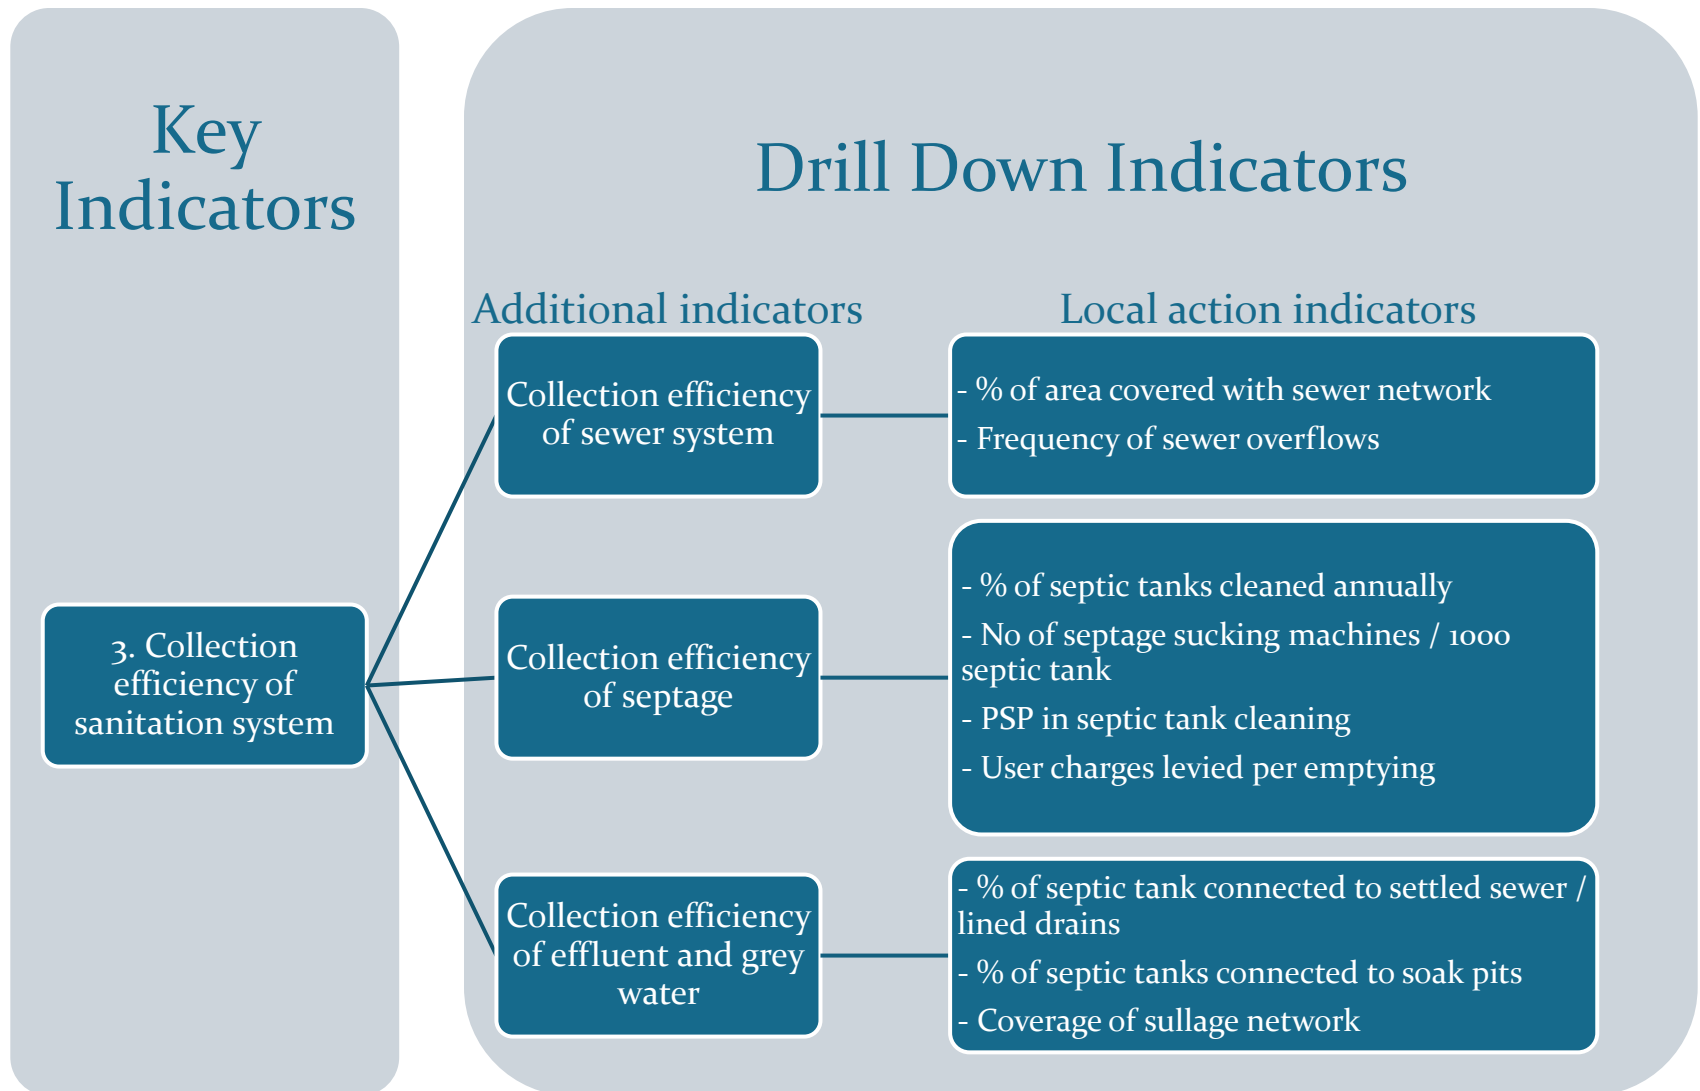 Key
Indicators
Drill Down Indicators
Additional indicators
Local action indicators
3. Collection
efficiency of
sanitation system
Collection efficiency
of sewer system
- % of area covered with sewer network
- Frequency of sewer overflows
Collection efficiency
of septage
- % of septic tanks cleaned annually
- No of septage sucking machines / 1000
septic tank
- PSP in septic tank cleaning
- User charges levied per emptying
Collection efficiency
of effluent and grey
water
- % of septic tank connected to settled sewer /
lined drains
- % of septic tanks connected to soak pits
- Coverage of sullage network